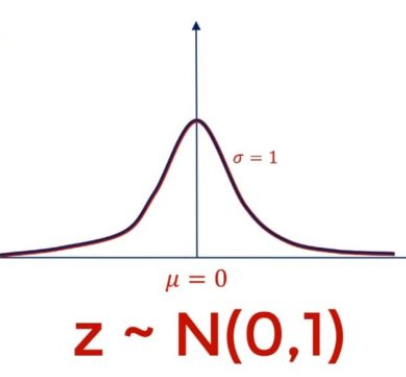 σ = 1
μ = 0
z ~ N(0,1)